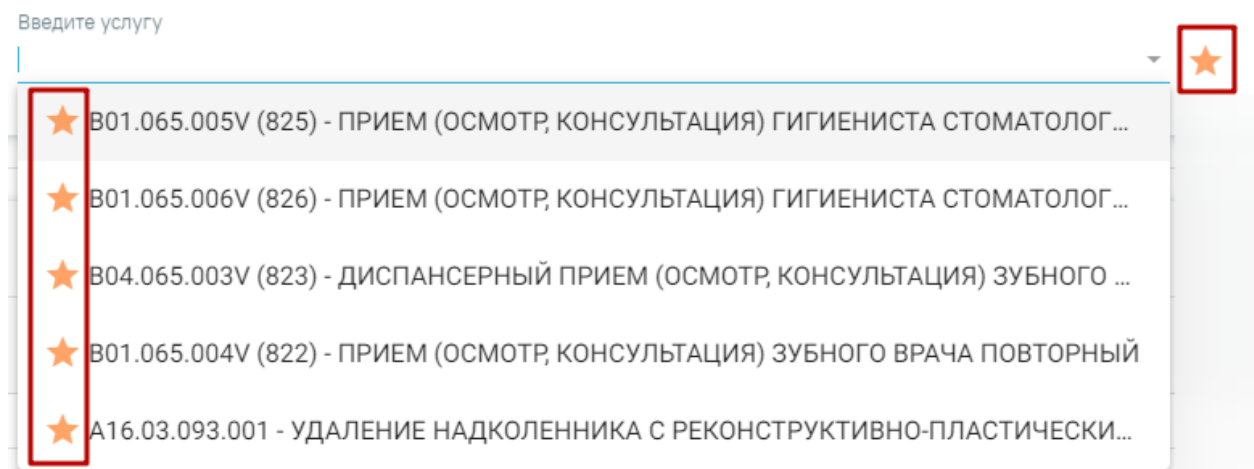 Введите услугу
B01.065.005V (825) - ПРИЕМ (ОСМОТР, КОНСУЛЬТАЦИЯ) ГИГИЕНИСТА СТОМАТОЛОГ...
B01.065.006V (826) - ПРИЕМ (ОСМОТР, КОНСУЛЬТАЦИЯ) ГИГИЕНИСТА СТОМАТОЛОГ...
B04.065.003V (823) - ДИСПАНСЕРНЫЙ ПРИЕМ (ОСМОТР, КОНСУЛЬТАЦИЯ) ЗУБНОГО ...
B01.065.004V (822) - ПРИЕМ (ОСМОТР, КОНСУЛЬТАЦИЯ) ЗУБНОГО ВРАЧА ПОВТОРНЫЙ
A16.03.093.001 - УДАЛЕНИЕ НАДКОЛЕННИКА С РЕКОНСТРУКТИВНО-ПЛАСТИЧЕСКИ...